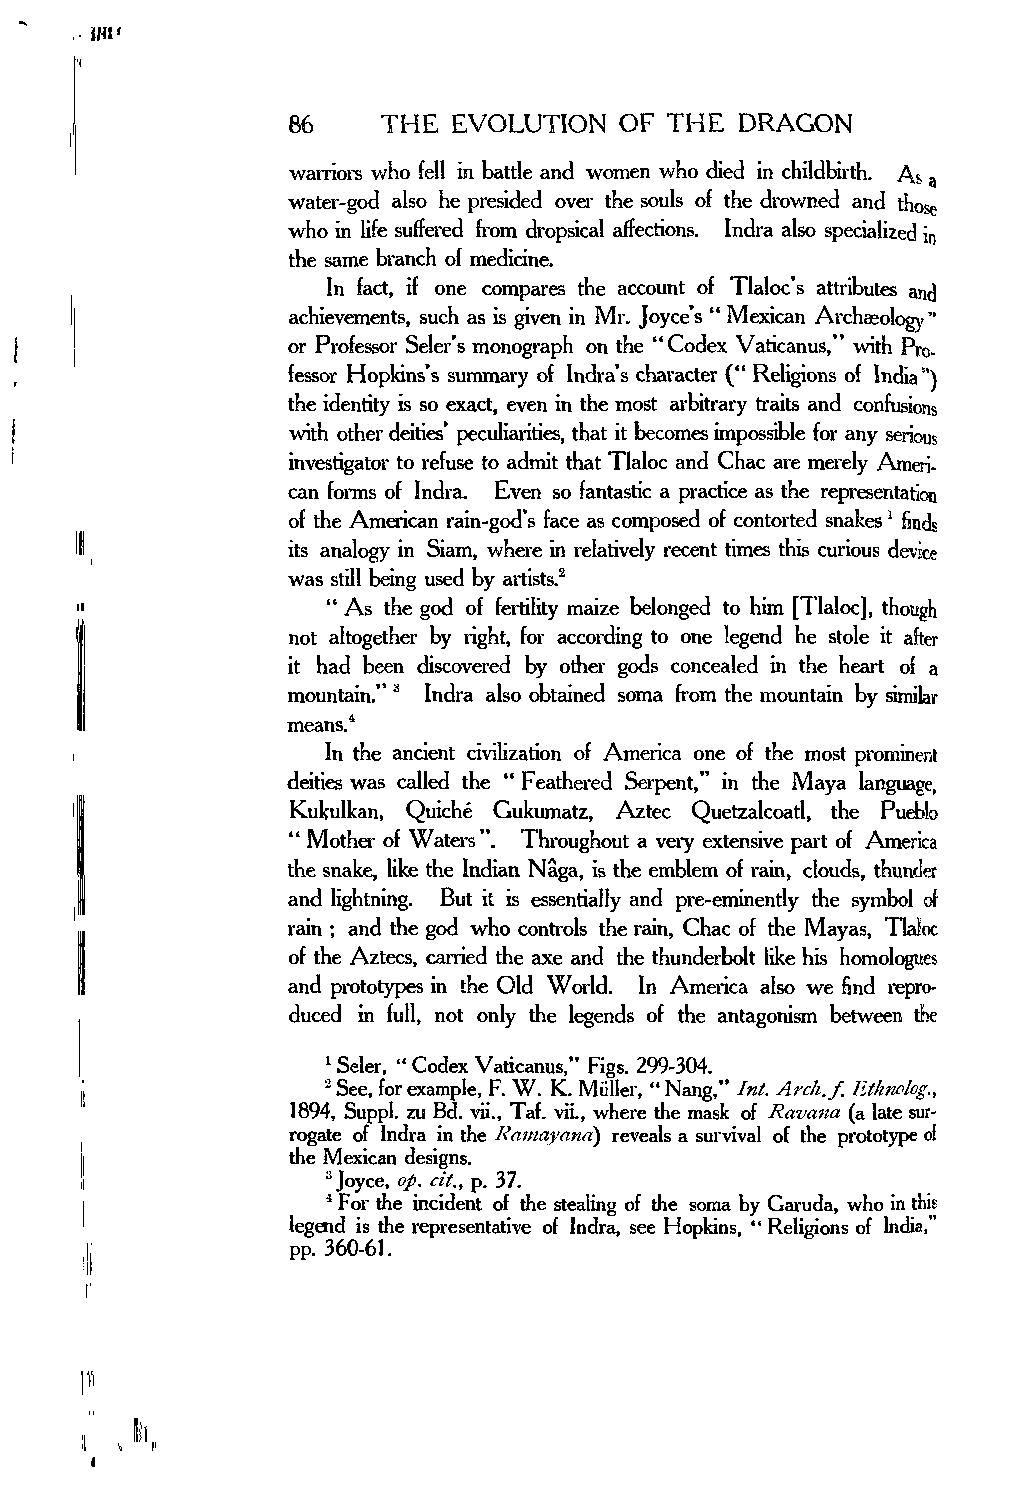 86 THE EVOLUTION OF THE DRAGON
warriors who fell in battle and women who died in childbirth. As a
water-god also he presided over the souls of the drowned and those
who in life suffered from dropsical affections. Indra also specialized in
the same branch of medicine.
In fact, if one compares the account of Tlaloc's attributes and
achievements, such as is given in Mr. Joyce's “ Mexican Archæology ”
or Professor Seler's monograph on the “ Codex Vaticanus,” with Pro-
fessor Hopkins's summary of Indra's character (“ Religions of India ”)
the identity is so exact, even in the most arbitrary traits and confusions
with other deities' peculiarities, that it becomes impossible for any serious
investigator to refuse to admit that Tlaloc and Chac are merely Ameri-
can forms of Indra. Even so fantastic a practice as the representation
of the American rain-god's face as composed of contorted snakes ¹ finds
its analogy in Siam, where in relatively recent times this curious device
was still being used by artists.²
“ As the god of fertility maize belonged to him [Tlaloc], though
not altogether by right, for according to one legend he stole it after
it had been discovered by other gods concealed in the heart of a
mountain.” ³ Indra also obtained soma from the mountain by similar
means.⁴
In the ancient civilization of America one of the most prominent
deities was called the “ Feathered Serpent,” in the Maya language,
Kukulkan, Quiché Gukumatz, Aztec Quetzalcoatl, the Pueblo
“ Mother of Waters ”. Throughout a very extensive part of America
the snake, like the Indian Nâga, is the emblem of rain, clouds, thunder
and lightning. But it is essentially and pre-eminently the symbol of
rain ; and the god who controls the rain, Chac of the Mayas, Tlaloc
of the Aztecs, carried the axe and the thunderbolt like his homologues
and prototypes in the Old World. In America also we find repro-
duced in full, not only the legends of the antagonism between the
¹ Seler, “ Codex Vaticanus,” Figs. 299-304.
² See, for example, F. W. K. Müller, “ Nang,” Int. Arch. f. Ethnolog.,
1894, Suppl. zu Bd. vii., Taf. vii., where the mask of Ravana (a late sur-
rogate of Indra in the Ramayana) reveals a survival of the prototype of
the Mexican designs.
³ Joyce, op. cit., p. 37.
⁴ For the incident of the stealing of the soma by Garuda, who in this
legend is the representative of Indra, see Hopkins, “ Religions of India,”
pp. 360-61.